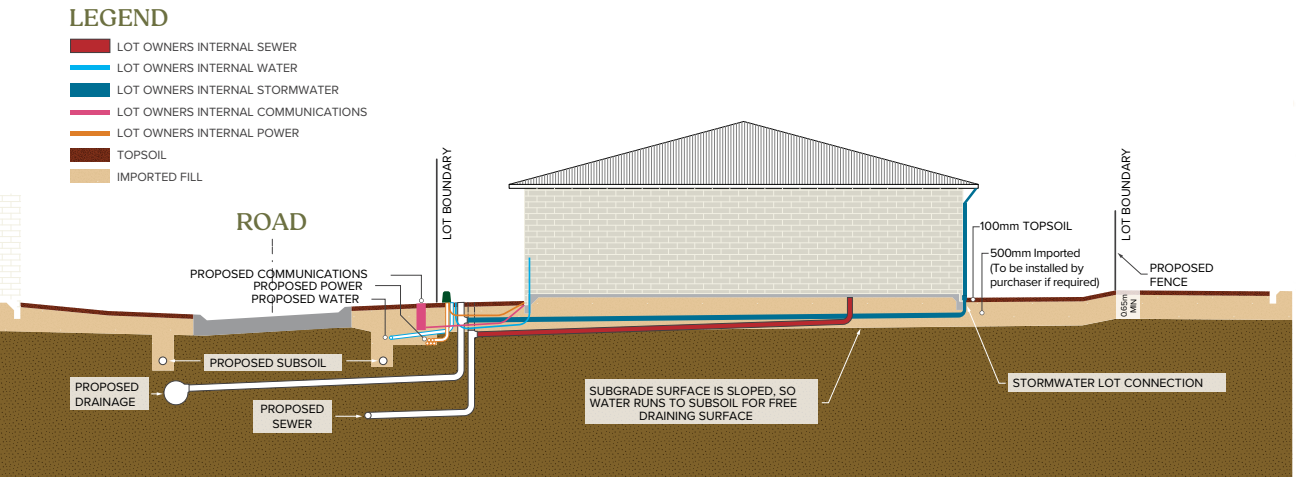 LEGEND
LOT OWNERS INTERNAL SEWER
LOT OWNERS INTERNAL WATER
LOT OWNERS INTERNAL STORMWATER
LOT OWNERS INTERNAL COMMUNICATIONS
LOT OWNERS INTERNAL POWER
TOPSOIL
IMPORTED FILL
ROAD
LOT BOUNDARY
PROPOSED COMMUNICATIONS
PROPOSED POWER
PROPOSED WATER
PROPOSED SUBSOIL
PROPOSED
DRAINAGE
PROPOSED
SEWER
SUBGRADE SURFACE IS SLOPED, SO
WATER RUNS TO SUBSOIL FOR FREE
DRAINING SURFACE
100mm TOPSOIL
500mm Imported
(To be installed by
purchaser if required)
LOT BOUNDARY
PROPOSED
FENCE
0.65m
MIN
STORMWATER LOT CONNECTION